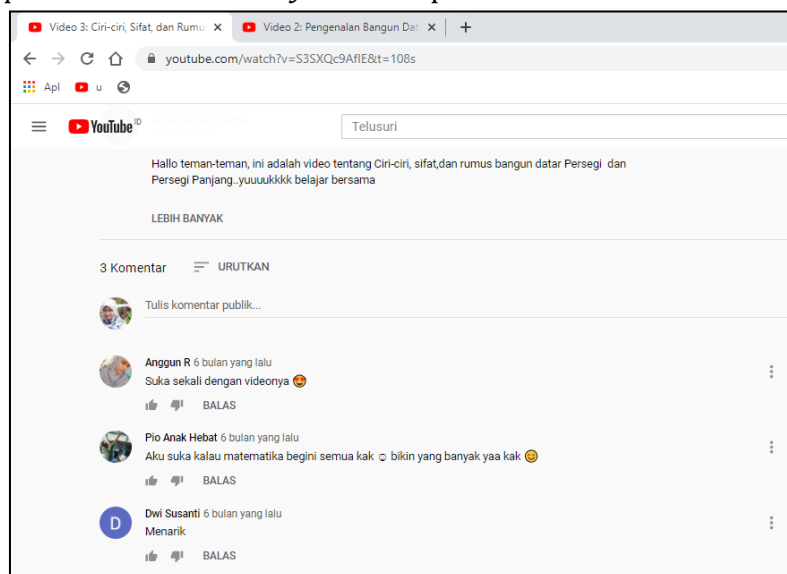 Video 3: Ciri-ciri, Sifat, dan Rumu
Video 2: Pengenalan Bangun Dat
youtube.com/watch?v=S3SXQc9AfIE&t=108s
Apl
u
YouTube ID
Telusuri
Hallo teman-teman, ini adalah video tentang Ciri-ciri, sifat,dan rumus bangun datar Persegi dan
Persegi Panjang..yuuuukkkk belajar bersama
LEBIH BANYAK
3 Komentar URUTKAN
Tulis komentar publik...
Anggun R 6 bulan yang lalu
Suka sekali dengan videonya 😍
BALAS
Pio Anak Hebat 6 bulan yang lalu
Aku suka kalau matematika begini semua kak ☺ bikin yang banyak yaa kak 😊
BALAS
D
Dwi Susanti 6 bulan yang lalu
Menarik
BALAS